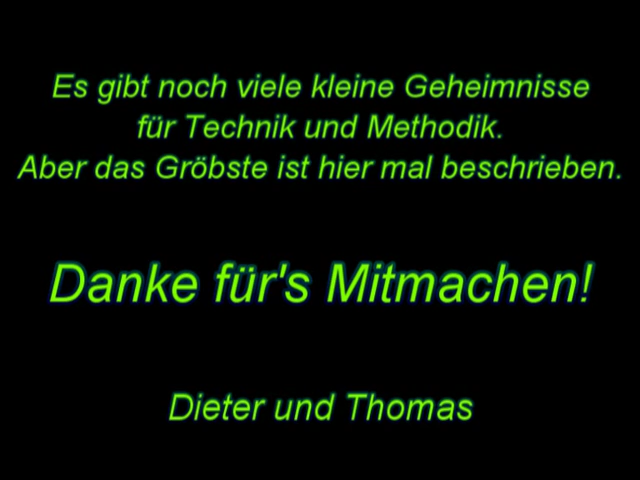 Es gibt noch viele kleine Geheimnisse
für Technik und Methodik.
Aber das Gröbste ist hier mal beschrieben.
Danke für's Mitmachen!
Dieter und Thomas